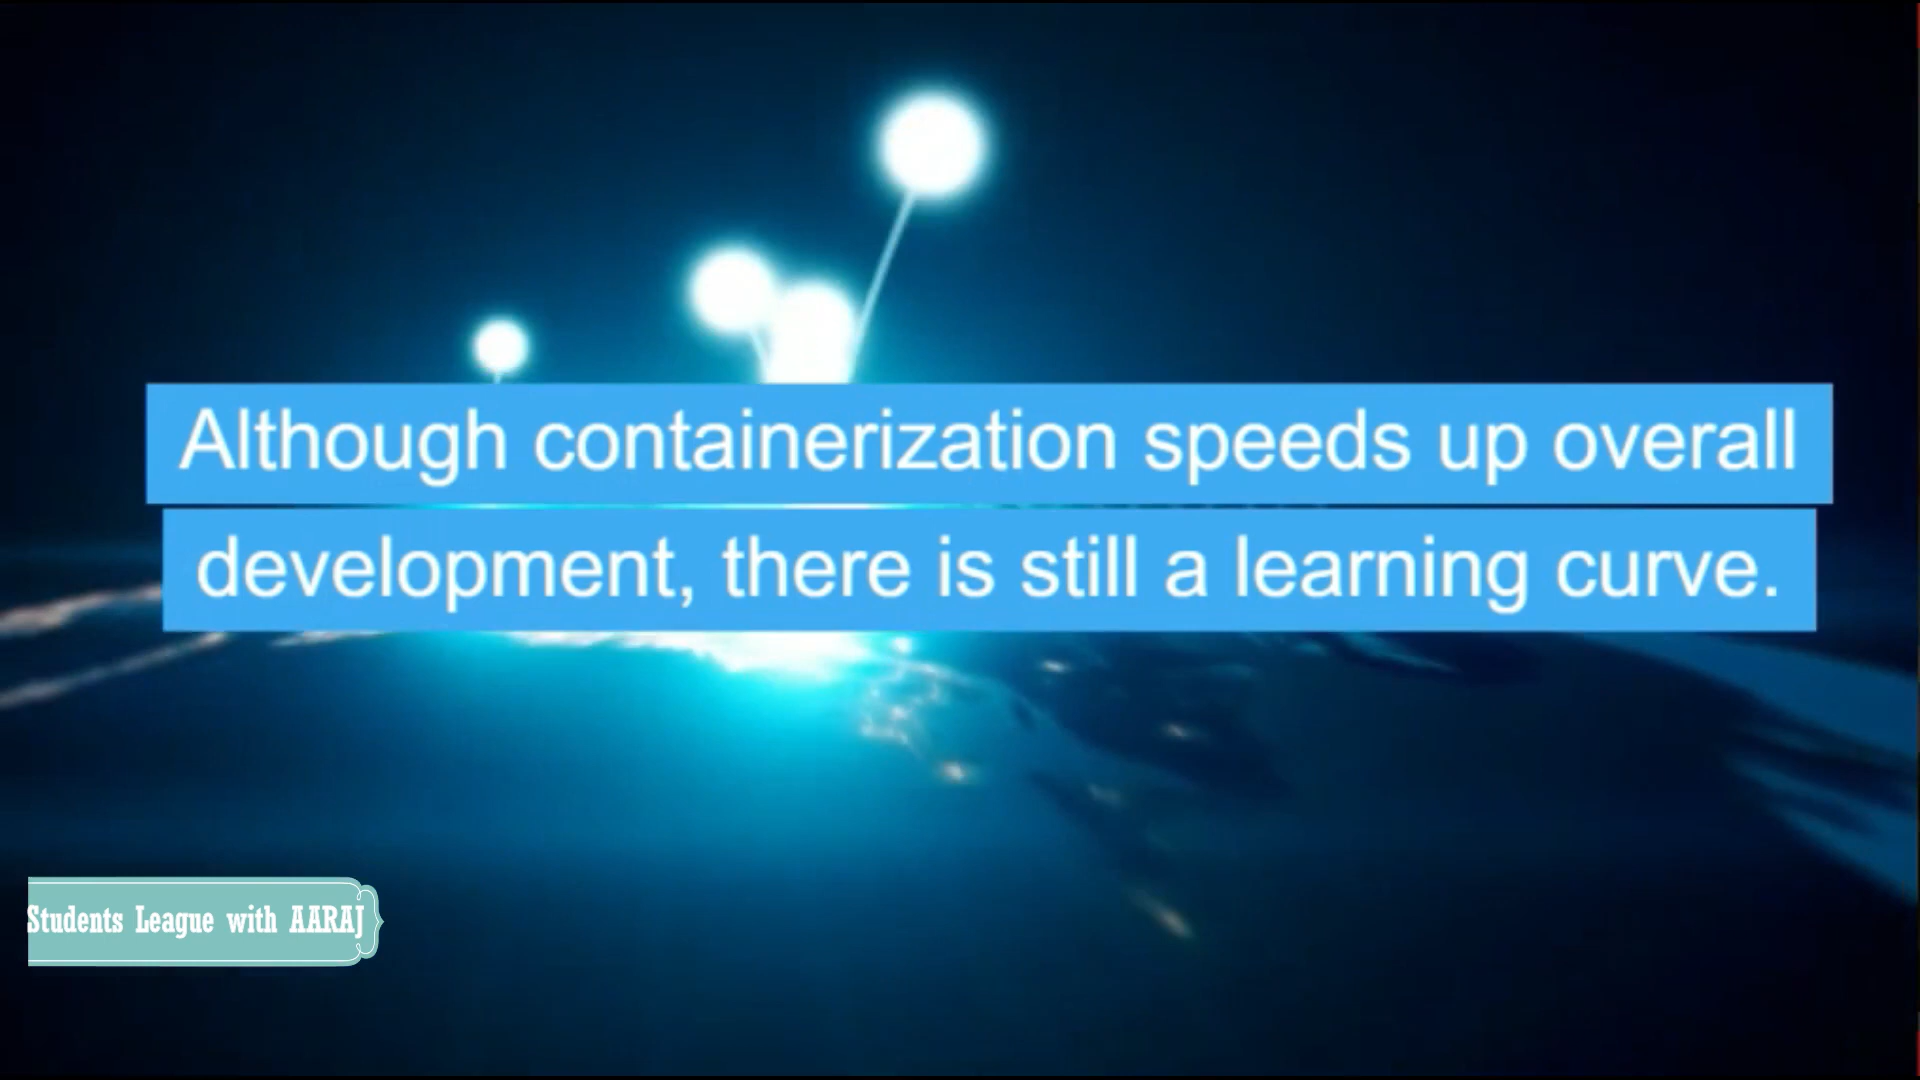 Although containerization speeds up overall
development, there is still a learning curve.
Students League with AARAJ